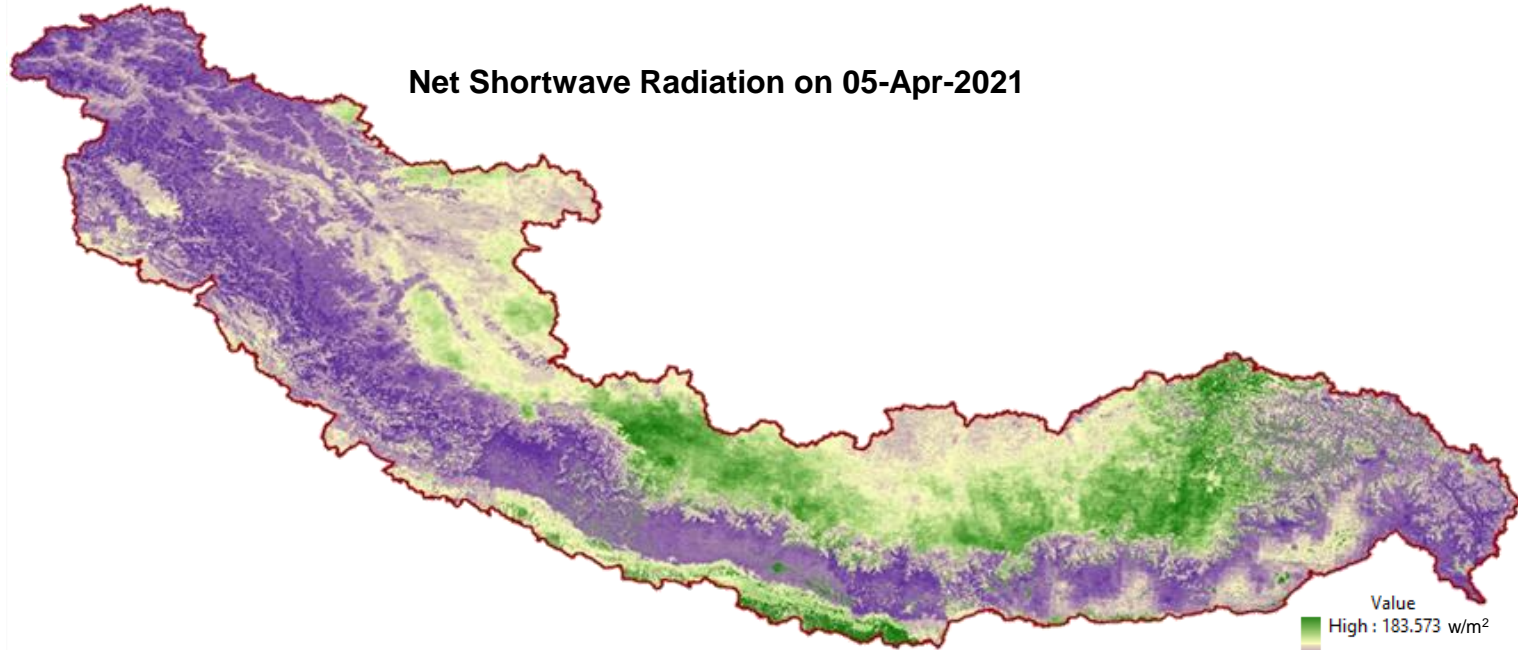 Net Shortwave Radiation on 05-Apr-2021
Value
High : 183.573 w/m²